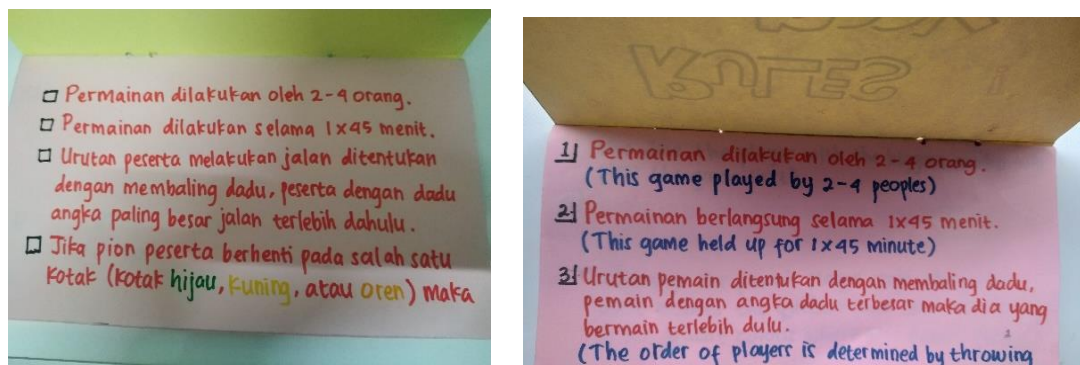 □ Permainan dilakukan oleh 2-4 orang.
□ Permainan dilakukan selama 1x45 menit.
□ Urutan peserta melakukan jalan ditentukan
dengan membaling dadu, peserta dengan dadu
angka paling besar jalan terlebih dahulu.
□ Jika pion peserta berhenti pada salah satu
Kotak (Kotak hijau, kuning, atau oren) maka
RULES
1) Permainan dilakukan oleh 2-4 orang.
(This game played by 2-4 peoples)
2) Permainan berlangsung selama 1x45 menit.
(This game held up for 1x45 minute)
3) Urutan pemain ditentukan dengan membaling dadu,
pemain dengan angka dadu terbesar maka dia yang
bermain terlebih dulu.
1
(The order of players is determined by throwing